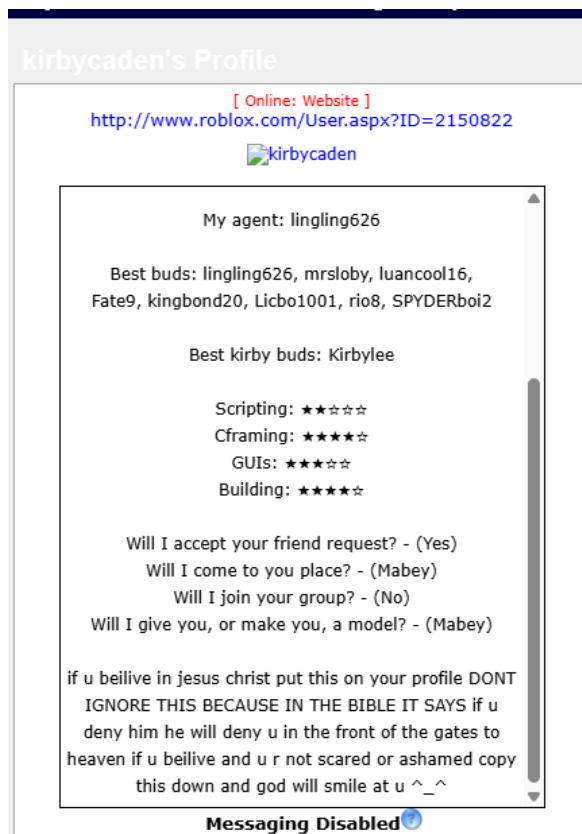 kirbycaden's Profile
[ Online: Website ]
http://www.roblox.com/User.aspx?ID=2150822
kirbycaden
My agent: lingling626
Best buds: lingling626, mrsloby, luancool16,
Fate9, kingbond20, Licbo1001, rio8, SPYDERboi2
Best kirby buds: Kirbylee
Scripting: ★★☆☆☆
Cframing: ★★★★☆
GUIs: ★★★☆☆
Building: ★★★★☆
Will I accept your friend request? - (Yes)
Will I come to you place? - (Mabey)
Will I join your group? - (No)
Will I give you, or make you, a model? - (Mabey)
if u beilive in jesus christ put this on your profile DONT
IGNORE THIS BECAUSE IN THE BIBLE IT SAYS if u
deny him he will deny u in the front of the gates to
heaven if u beilive and u r not scared or ashamed copy
this down and god will smile at u ^_^
Messaging Disabled?